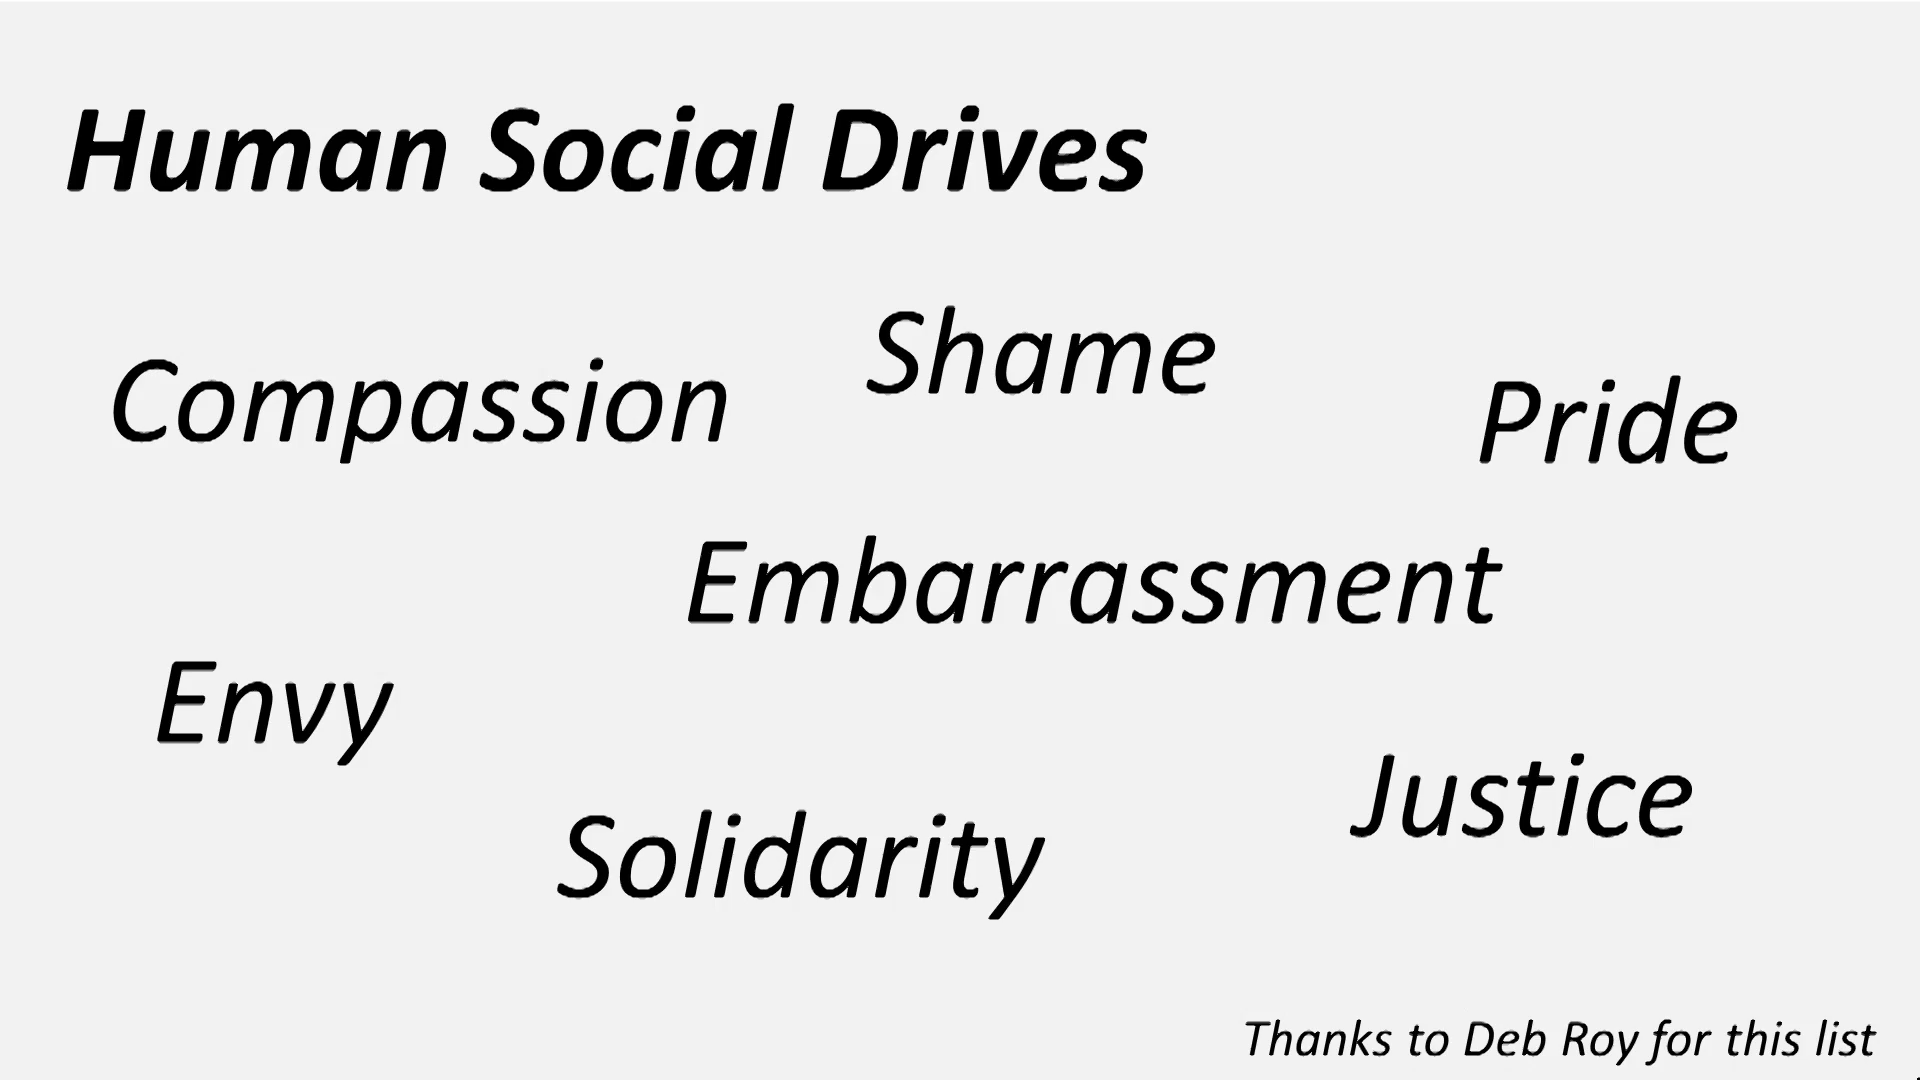 Human Social Drives
Shame
Compassion
Pride
Embarrassment
Envy
Justice
Solidarity
Thanks to Deb Roy for this list